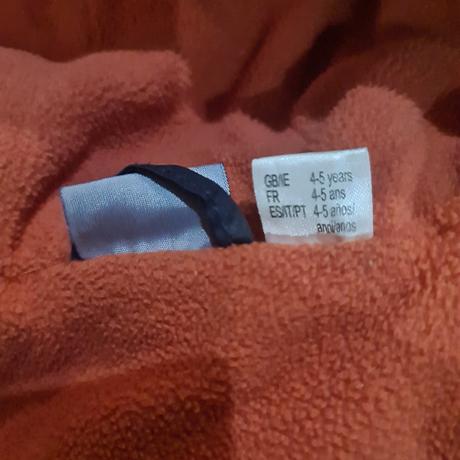 GB/IE 4-5 years
FR 4-5 ans
ES/IT/PT 4-5 años/
anni/anos